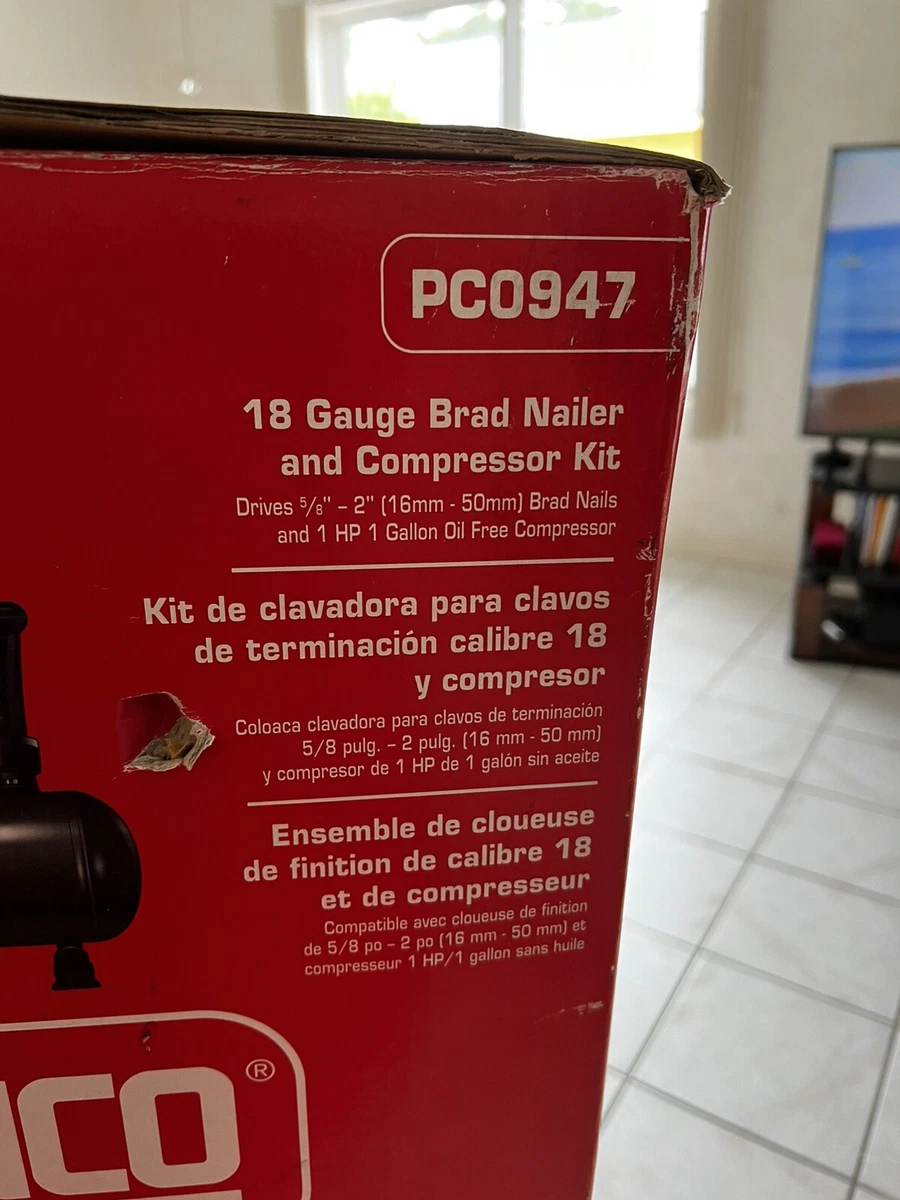 PC0947
18 Gauge Brad Nailer
and Compressor Kit
Drives 5/8" – 2" (16mm - 50mm) Brad Nails
and 1 HP 1 Gallon Oil Free Compressor
Kit de clavadora para clavos
de terminación calibre 18
y compresor
Coloaca clavadora para clavos de terminación
5/8 pulg. – 2 pulg. (16 mm - 50 mm)
y compresor de 1 HP de 1 galón sin aceite
Ensemble de cloueuse
de finition de calibre 18
et de compresseur
Compatible avec cloueuse de finition
de 5/8 po – 2 po (16 mm - 50 mm) et
compresseur 1 HP/1 gallon sans huile
CO®